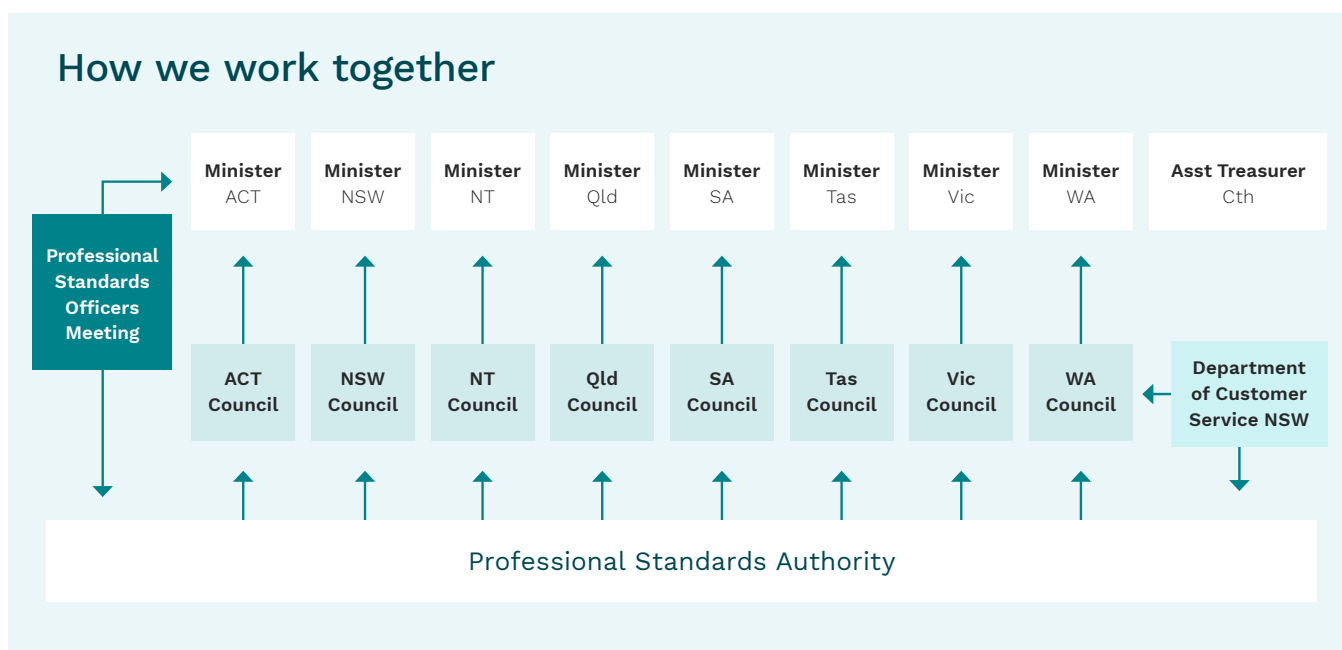 How we work together
Minister
ACT
Minister
NSW
Minister
NT
Minister
Qld
Minister
SA
Minister
Tas
Minister
Vic
Minister
WA
Asst Treasurer
Cth
Professional
Standards
Officers
Meeting
ACT
Council
NSW
Council
NT
Council
Qld
Council
SA
Council
Tas
Council
Vic
Council
WA
Council
Department
of Customer
Service NSW
Professional Standards Authority